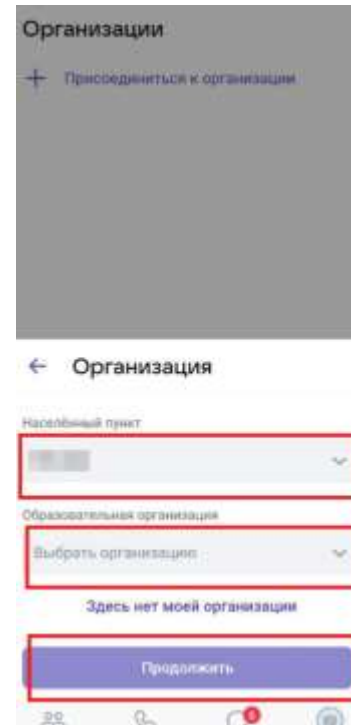 Организации
Присоединиться к организации
Организация
Населённый пункт
Образовательная организация
Выбрать организацию
Здесь нет моей организации
Продолжить